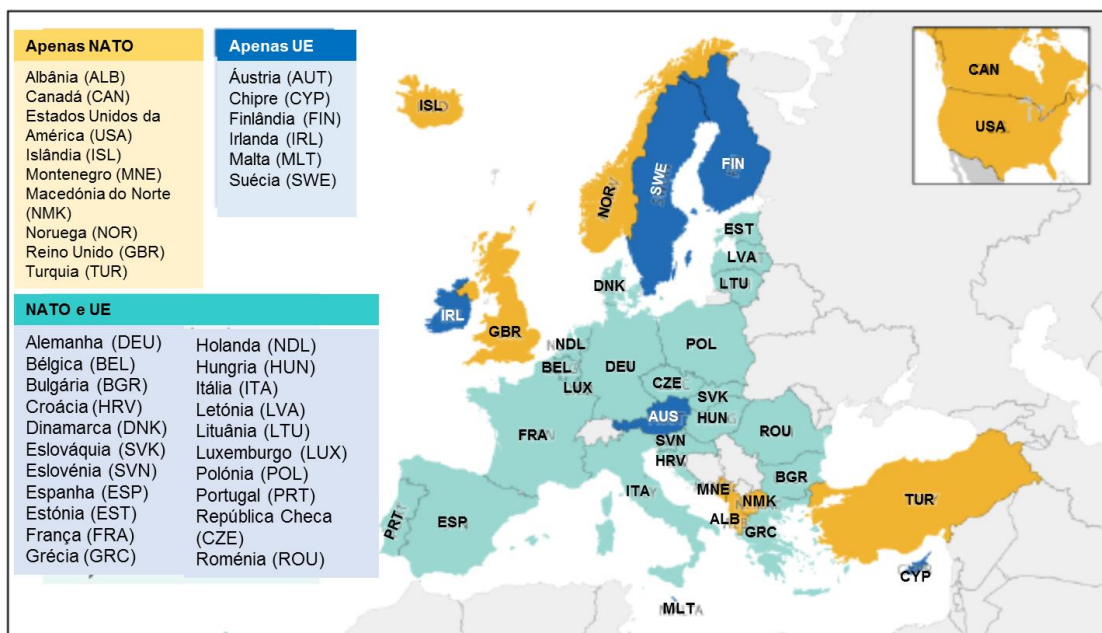 Apenas NATO
Albânia (ALB)
Canadá (CAN)
Estados Unidos da
América (USA)
Islândia (ISL)
Montenegro (MNE)
Macedónia do Norte
(NMK)
Noruega (NOR)
Reino Unido (GBR)
Turquia (TUR)
Apenas UE
Áustria (AUT)
Chipre (CYP)
Finlândia (FIN)
Irlanda (IRL)
Malta (MLT)
Suécia (SWE)
NATO e UE
Alemanha (DEU)
Bélgica (BEL)
Bulgária (BGR)
Croácia (HRV)
Dinamarca (DNK)
Eslováquia (SVK)
Eslovénia (SVN)
Espanha (ESP)
Estónia (EST)
França (FRA)
Grécia (GRC)
Holanda (NDL)
Hungria (HUN)
Itália (ITA)
Letónia (LVA)
Lituânia (LTU)
Luxemburgo (LUX)
Polónia (POL)
Portugal (PRT)
República Checa
(CZE)
Roménia (ROU)
CAN
USA
ISL
FIN
SWE
NOR
EST
LVA
LTU
DNK
IRL
GBR
NDL
BEL
LUX
DEU
POL
CZE
SVK
AUS
HUN
FRA
SVN
HRV
ROU
BGR
ITA
MNE
NMK
ALB
GRC
TUR
PRT
ESP
CYP
MLT